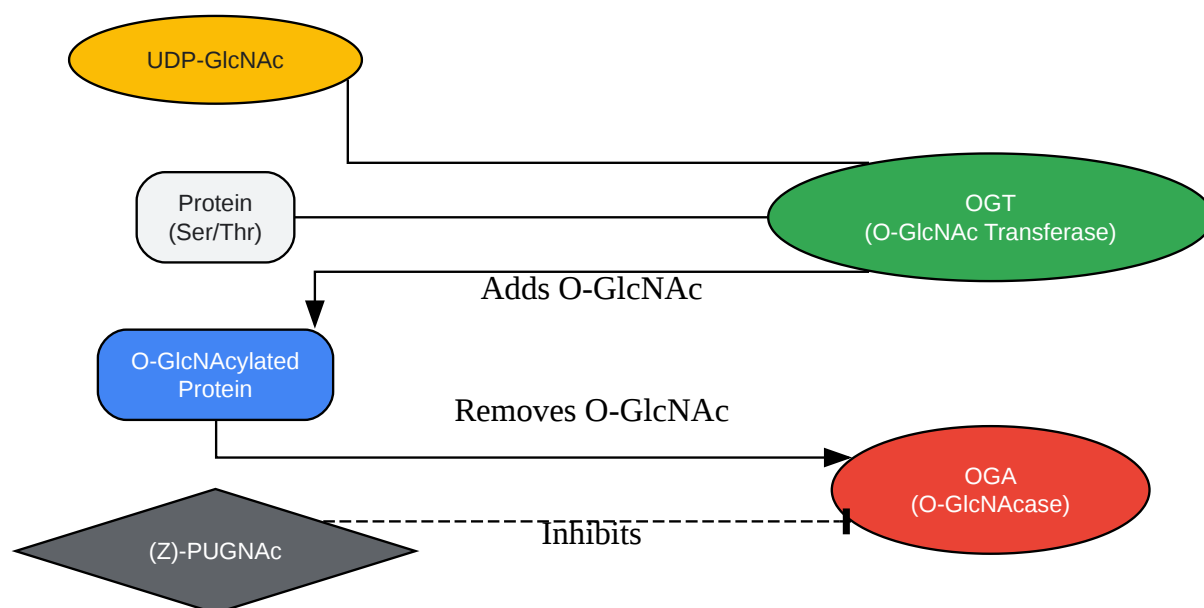 UDP-GlcNAc
Protein
(Ser/Thr)
OGT
(O-GlcNAc Transferase)
Adds O-GlcNAc
O-GlcNAcylated
Protein
Removes O-GlcNAc
OGA
(O-GlcNAcase)
(Z)-PUGNAc
Inhibits